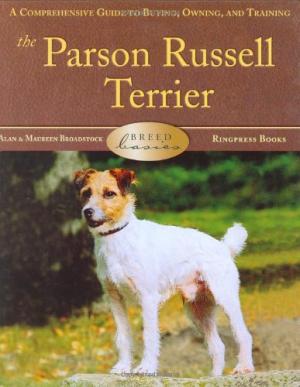 A COMPREHENSIVE GUIDE TO BUYING, OWNING, AND TRAINING
the Parson Russell
Terrier
ALAN & MAUREEN BROADSTOCK
BREED
basics
RINGPRESS BOOKS